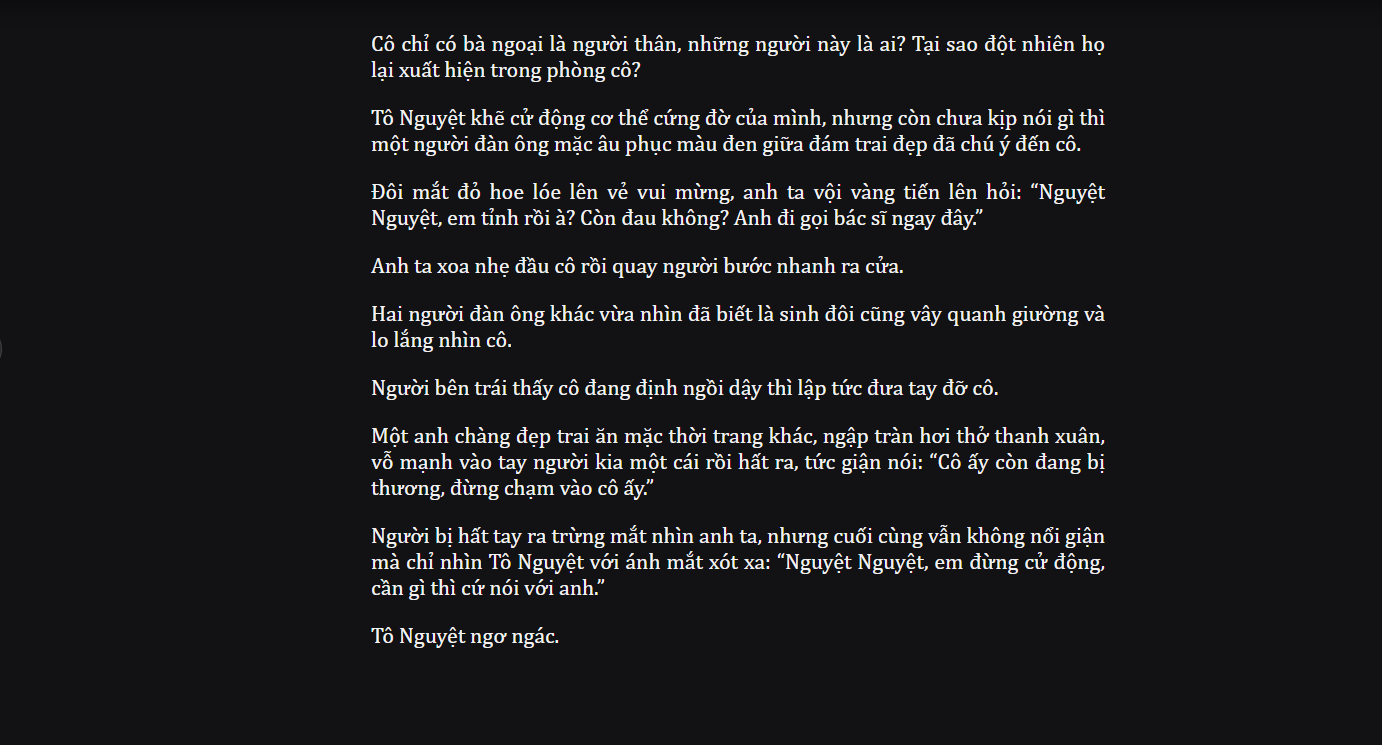 Cô chỉ có bà ngoại là người thân, những người này là ai? Tại sao đột nhiên họ
lại xuất hiện trong phòng cô?
Tô Nguyệt khẽ cử động cơ thể cứng đờ của mình, nhưng còn chưa kịp nói gì thì
một người đàn ông mặc âu phục màu đen giữa đám trai đẹp đã chú ý đến cô.
Đôi mắt đỏ hoe lóe lên vẻ vui mừng, anh ta vội vàng tiến lên hỏi: “Nguyệt
Nguyệt, em tỉnh rồi à? Còn đau không? Anh đi gọi bác sĩ ngay đây.”
Anh ta xoa nhẹ đầu cô rồi quay người bước nhanh ra cửa.
Hai người đàn ông khác vừa nhìn đã biết là sinh đôi cũng vây quanh giường và
lo lắng nhìn cô.
Người bên trái thấy cô đang định ngồi dậy thì lập tức đưa tay đỡ cô.
Một anh chàng đẹp trai ăn mặc thời trang khác, ngập tràn hơi thở thanh xuân,
vỗ mạnh vào tay người kia một cái rồi hất ra, tức giận nói: “Cô ấy còn đang bị
thương, đừng chạm vào cô ấy.”
Người bị hất tay ra trừng mắt nhìn anh ta, nhưng cuối cùng vẫn không nổi giận
mà chỉ nhìn Tô Nguyệt với ánh mắt xót xa: “Nguyệt Nguyệt, em đừng cử động,
cần gì thì cứ nói với anh.”
Tô Nguyệt ngơ ngác.